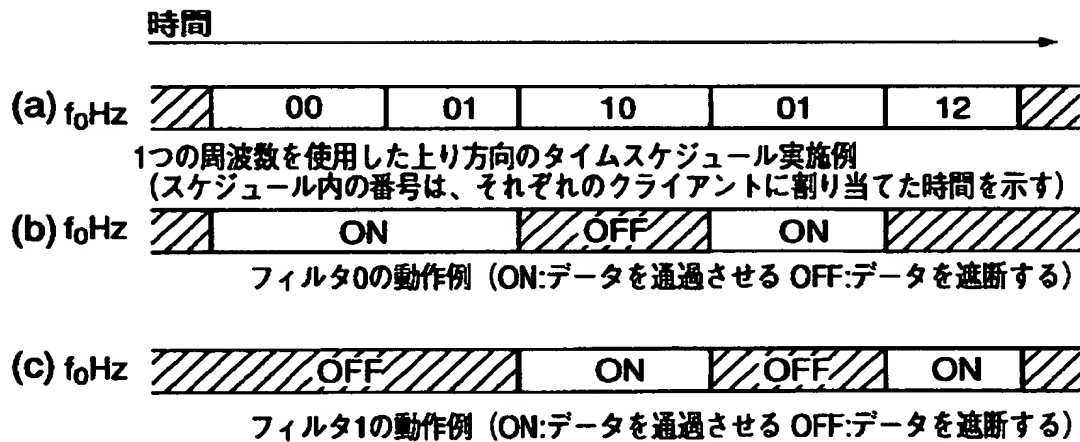 時間
(a) f₀Hz 00 01 10 01 12
1つの周波数を使用した上り方向のタイムスケジュール実施例
(スケジュール内の番号は、それぞれのクライアントに割り当てた時間を示す)
(b) f₀Hz ON OFF ON
フィルタ0の動作例 (ON:データを通過させる OFF:データを遮断する)
(c) f₀Hz OFF ON OFF ON
フィルタ1の動作例 (ON:データを通過させる OFF:データを遮断する)